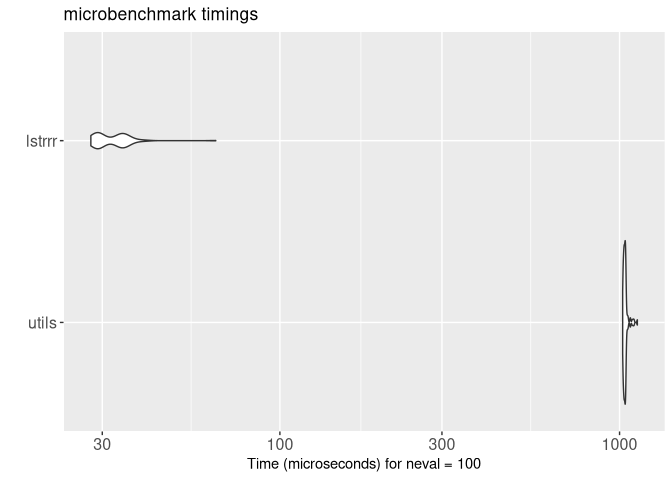 microbenchmark timings
lstrrr
utils
30 100 300 1000
Time (microseconds) for neval = 100